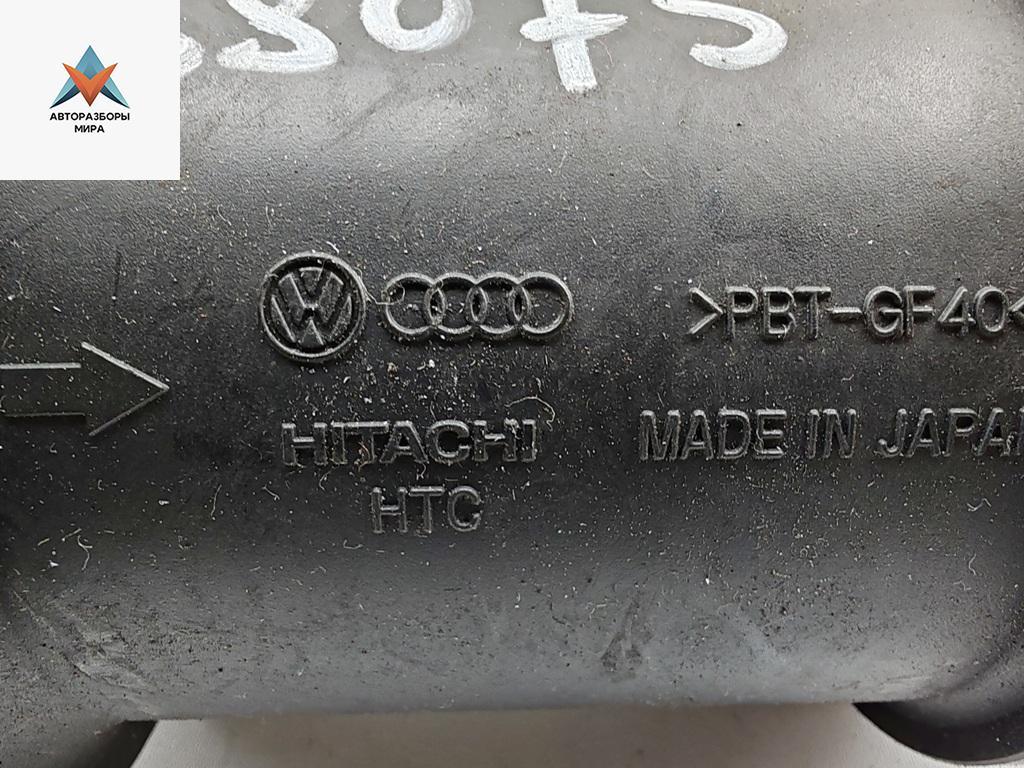 АВТОРАЗБОРЫ
МИРА
>PBT-GF40<
HITACHI
MADE IN JAPAN
HTC